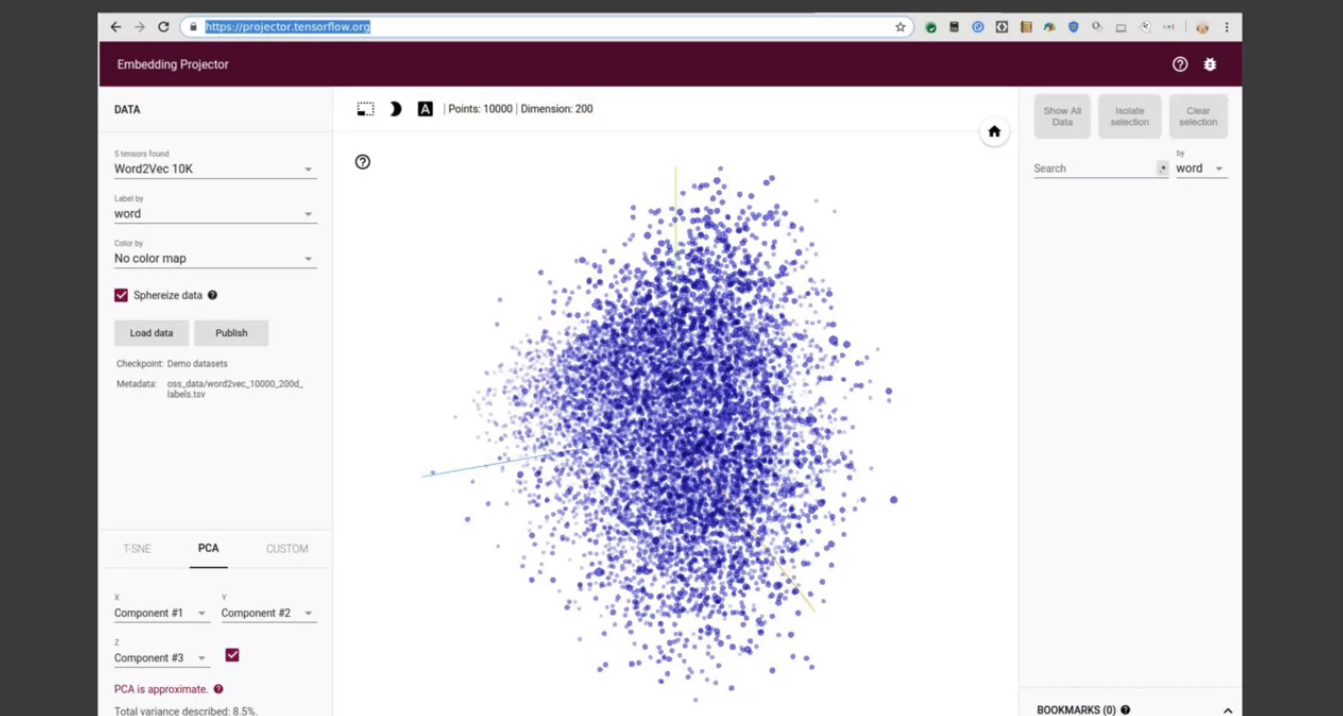 https://projector.tensorflow.org
Embedding Projector
DATA
A | Points: 10000 | Dimension: 200
Show All Data
Isolate selection
Clear selection
5 tensors found
Word2Vec 10K
Search
.*
by
word
Label by
word
Color by
No color map
Sphereize data
Load data
Publish
Checkpoint: Demo datasets
Metadata: oss_data/word2vec_10000_200d_
labels.tsv
T-SNE
PCA
CUSTOM
X
Component #1
Y
Component #2
Z
Component #3
PCA is approximate.
Total variance described: 8.5%.
BOOKMARKS (0)